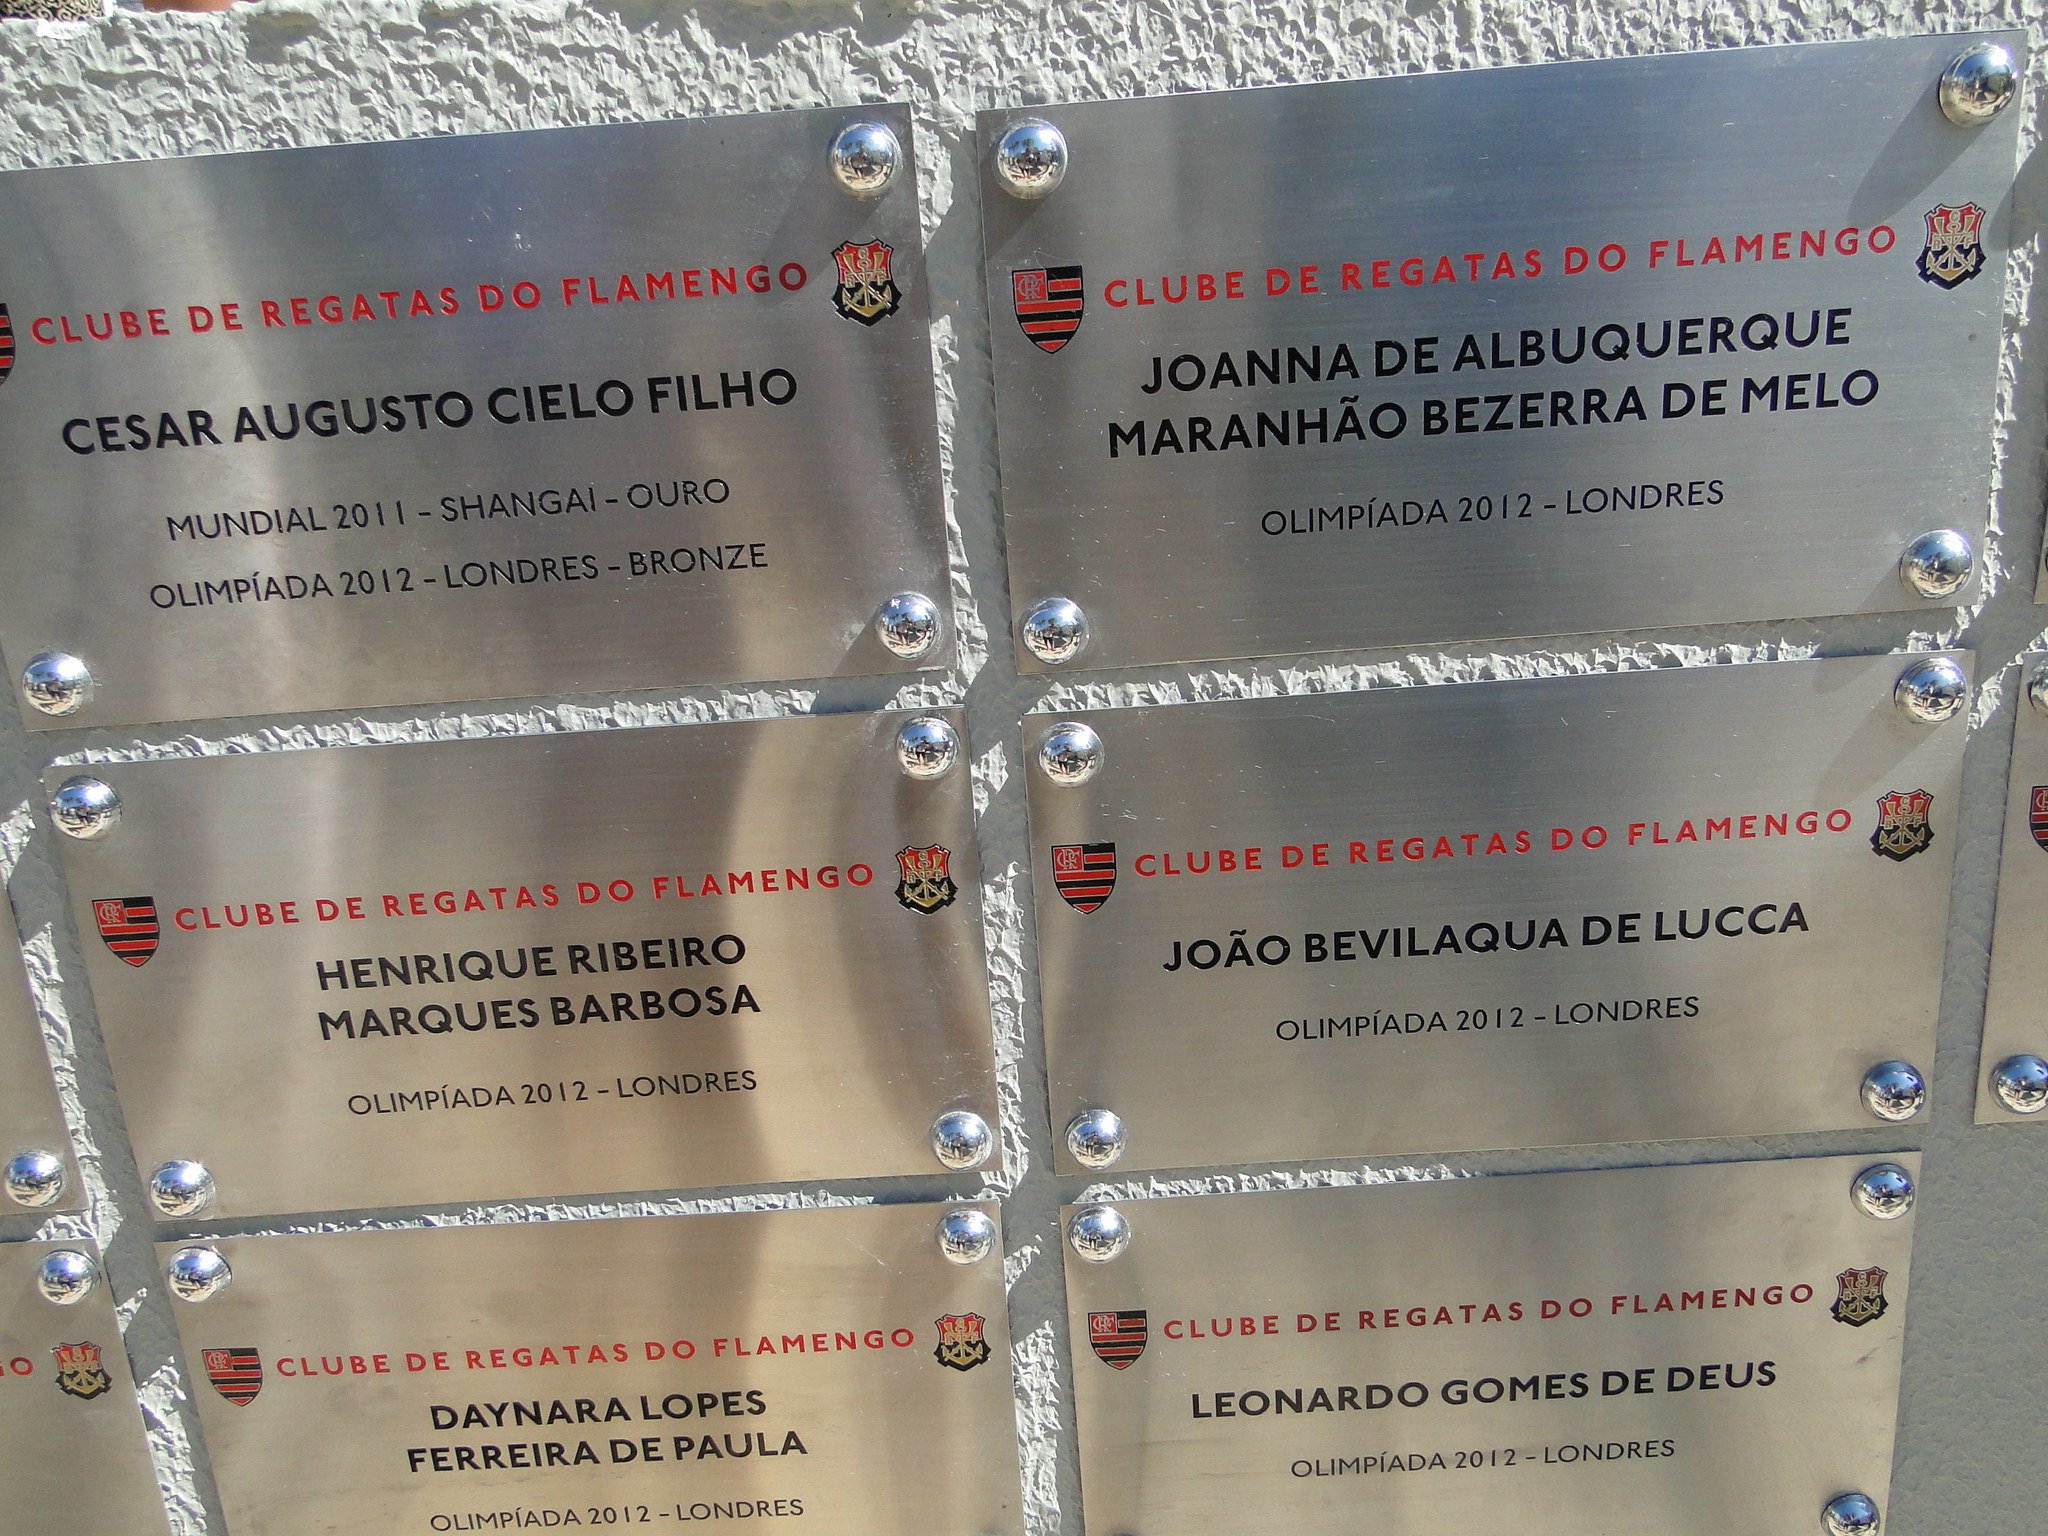 CLUBE DE REGATAS DO FLAMENGO
CESAR AUGUSTO CIELO FILHO
MUNDIAL 2011 - SHANGAI - OURO
OLIMPÍADA 2012 - LONDRES - BRONZE
CLUBE DE REGATAS DO FLAMENGO
JOANNA DE ALBUQUERQUE
MARANHÃO BEZERRA DE MELO
OLIMPÍADA 2012 - LONDRES
CLUBE DE REGATAS DO FLAMENGO
HENRIQUE RIBEIRO
MARQUES BARBOSA
OLIMPÍADA 2012 - LONDRES
CLUBE DE REGATAS DO FLAMENGO
JOÃO BEVILAQUA DE LUCCA
OLIMPÍADA 2012 - LONDRES
GO
CLUBE DE REGATAS DO FLAMENGO
DAYNARA LOPES
FERREIRA DE PAULA
OLIMPÍADA 2012 - LONDRES
CLUBE DE REGATAS DO FLAMENGO
LEONARDO GOMES DE DEUS
OLIMPÍADA 2012 - LONDRES